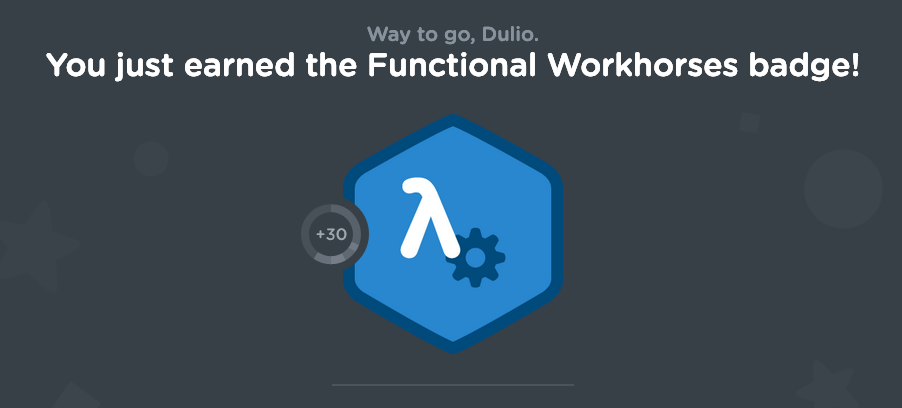 Way to go, Dulio.
You just earned the Functional Workhorses badge!
λ
+30